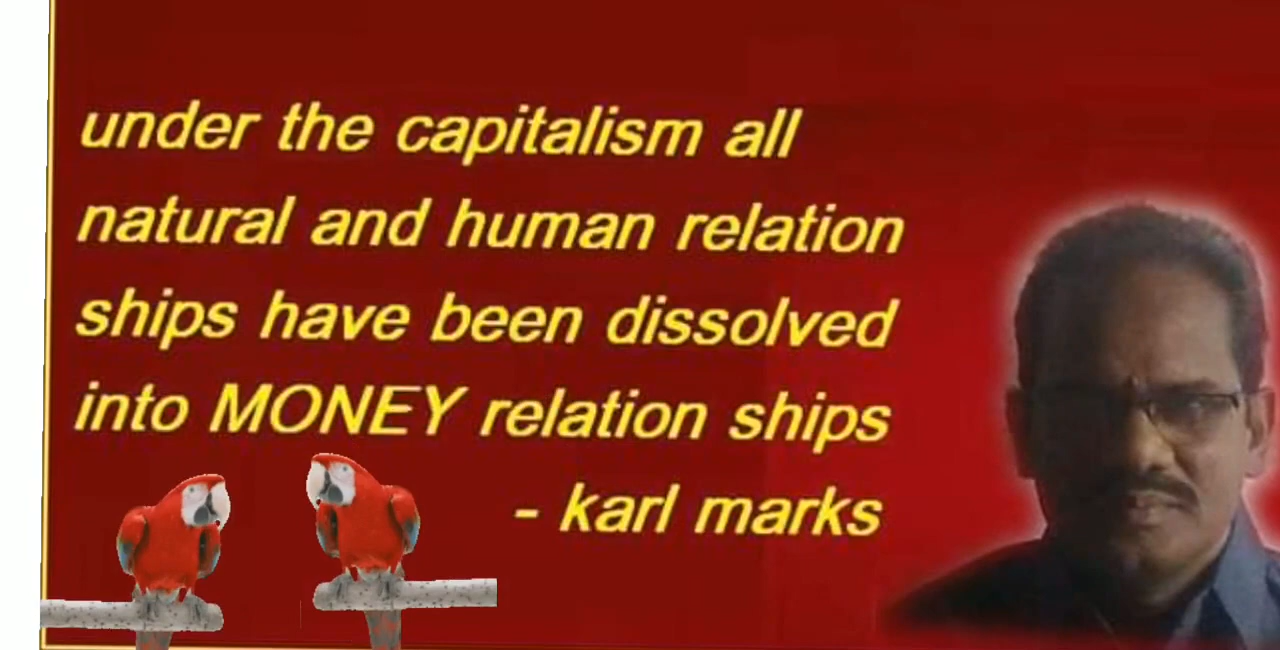 under the capitalism all
natural and human relation
ships have been dissolved
into MONEY relation ships
- karl marks